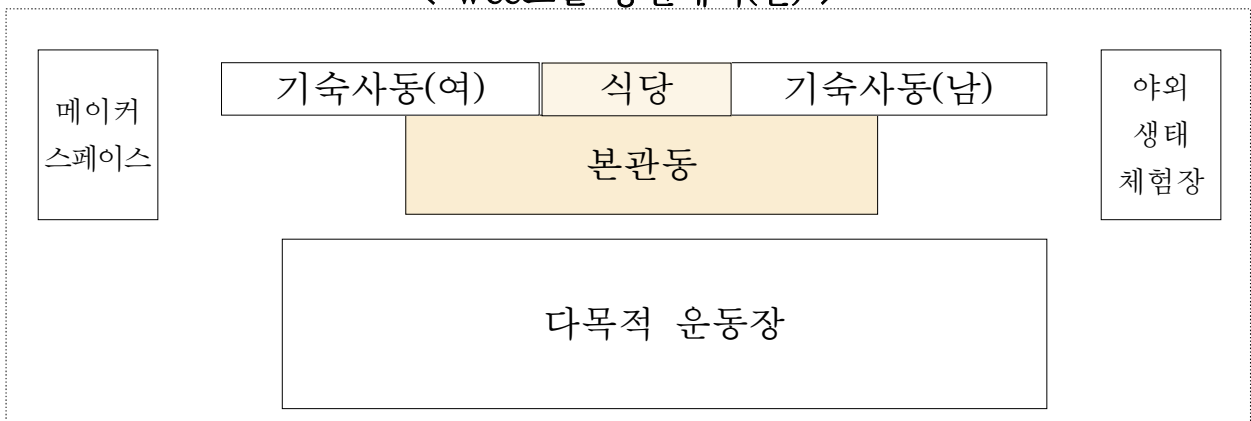 기숙사동(여) 식당 기숙사동(남)
메이커
스페이스
야외
생태
체험장
본관동
다목적 운동장